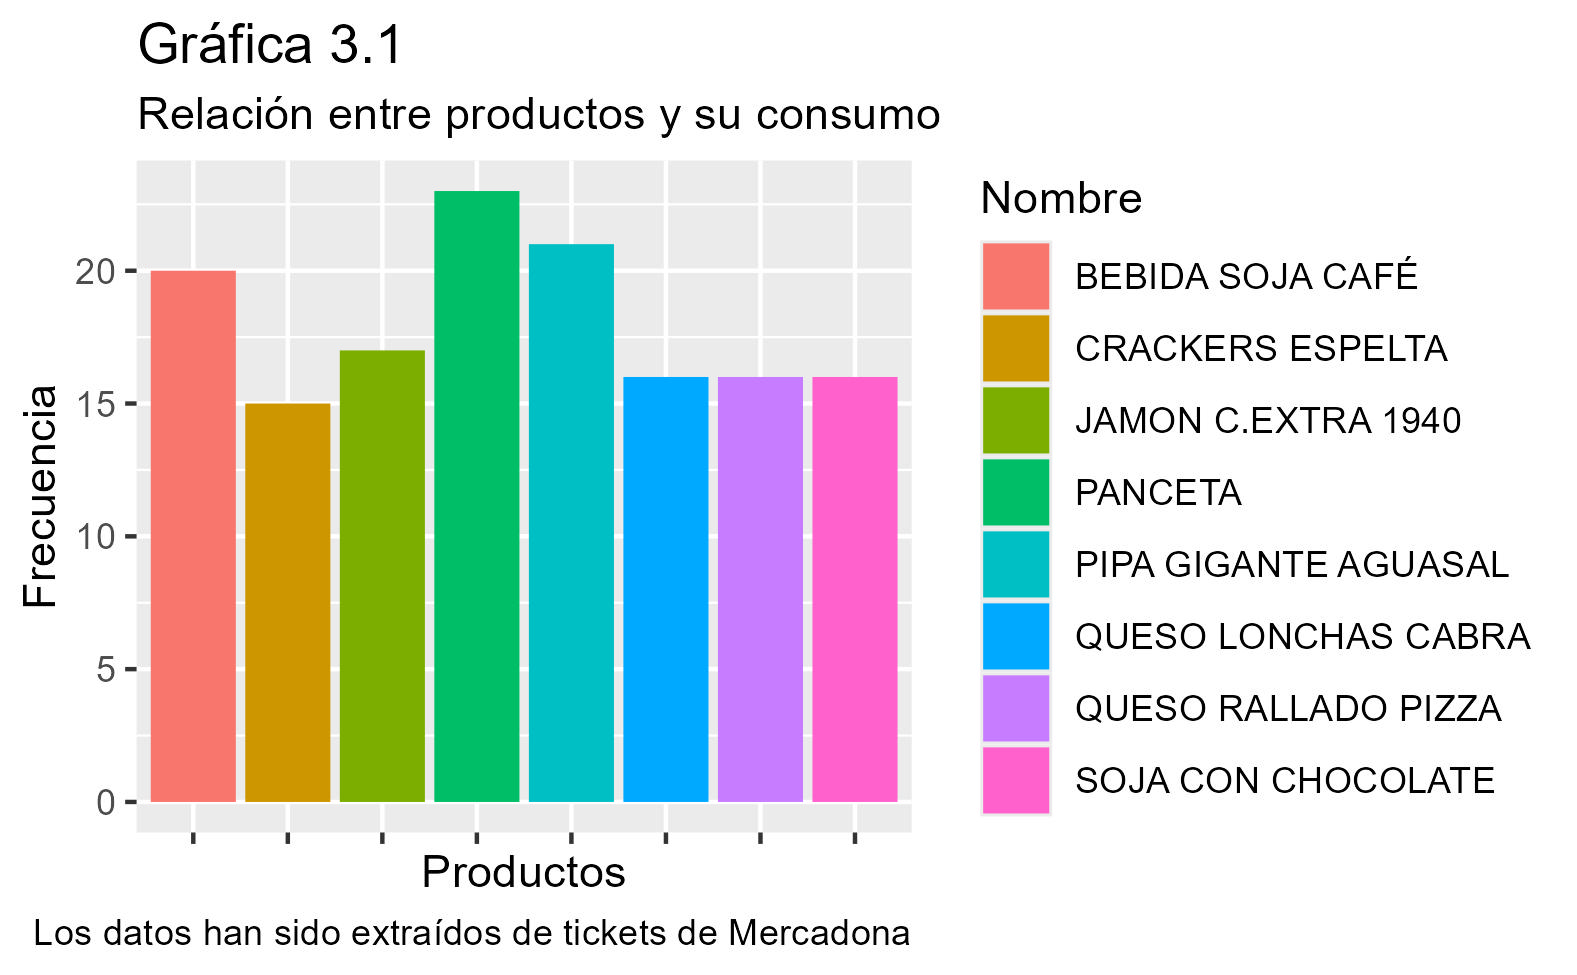 Gráfica 3.1
Relación entre productos y su consumo
Frecuencia
20
15
10
5
0
Productos
Nombre
BEBIDA SOJA CAFÉ
CRACKERS ESPELTA
JAMON C.EXTRA 1940
PANCETA
PIPA GIGANTE AGUASAL
QUESO LONCHAS CABRA
QUESO RALLADO PIZZA
SOJA CON CHOCOLATE
Los datos han sido extraídos de tickets de Mercadona